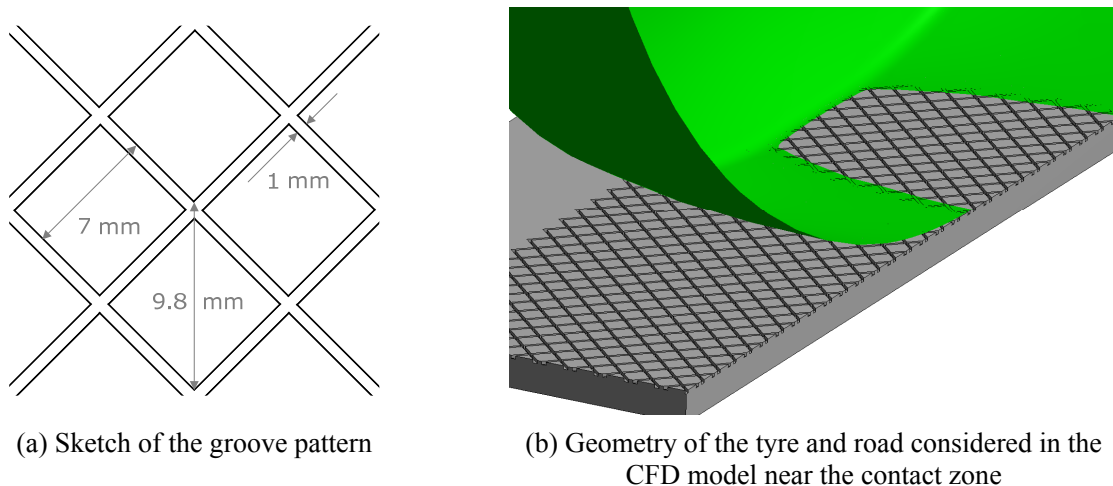 1 mm
7 mm
9.8 mm
(a) Sketch of the groove pattern
(b) Geometry of the tyre and road considered in the
CFD model near the contact zone